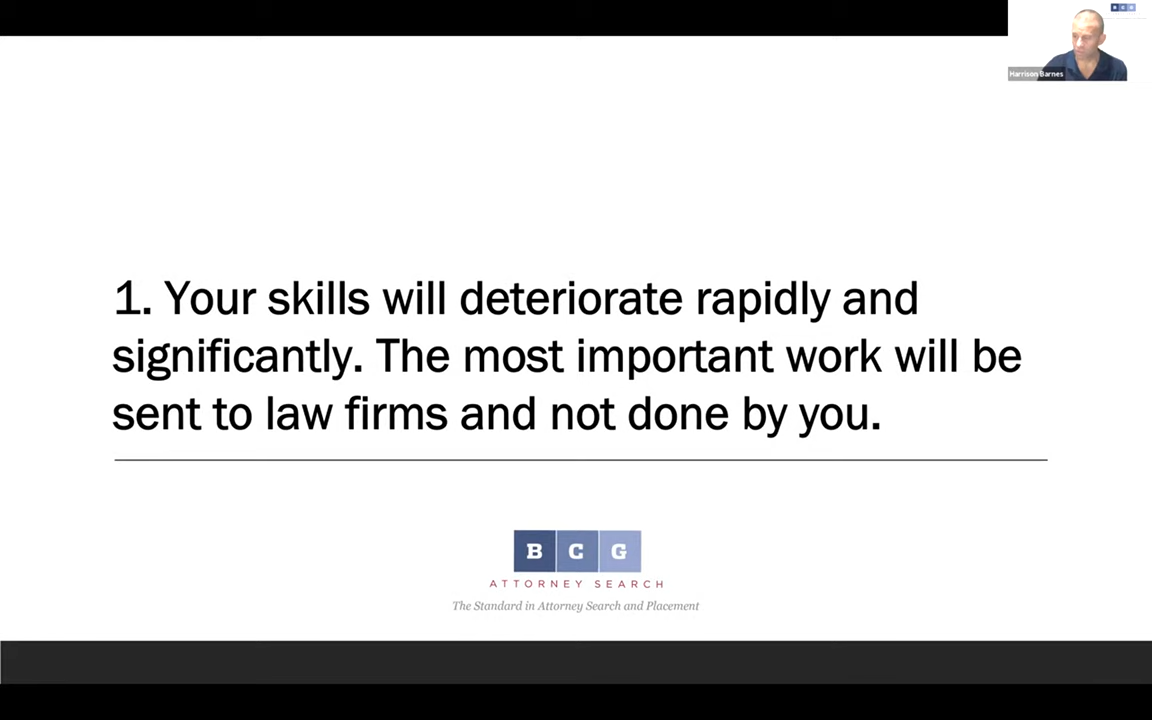 B C G
Harrison Barnes
1. Your skills will deteriorate rapidly and
significantly. The most important work will be
sent to law firms and not done by you.
B C G
ATTORNEY SEARCH
The Standard in Attorney Search and Placement